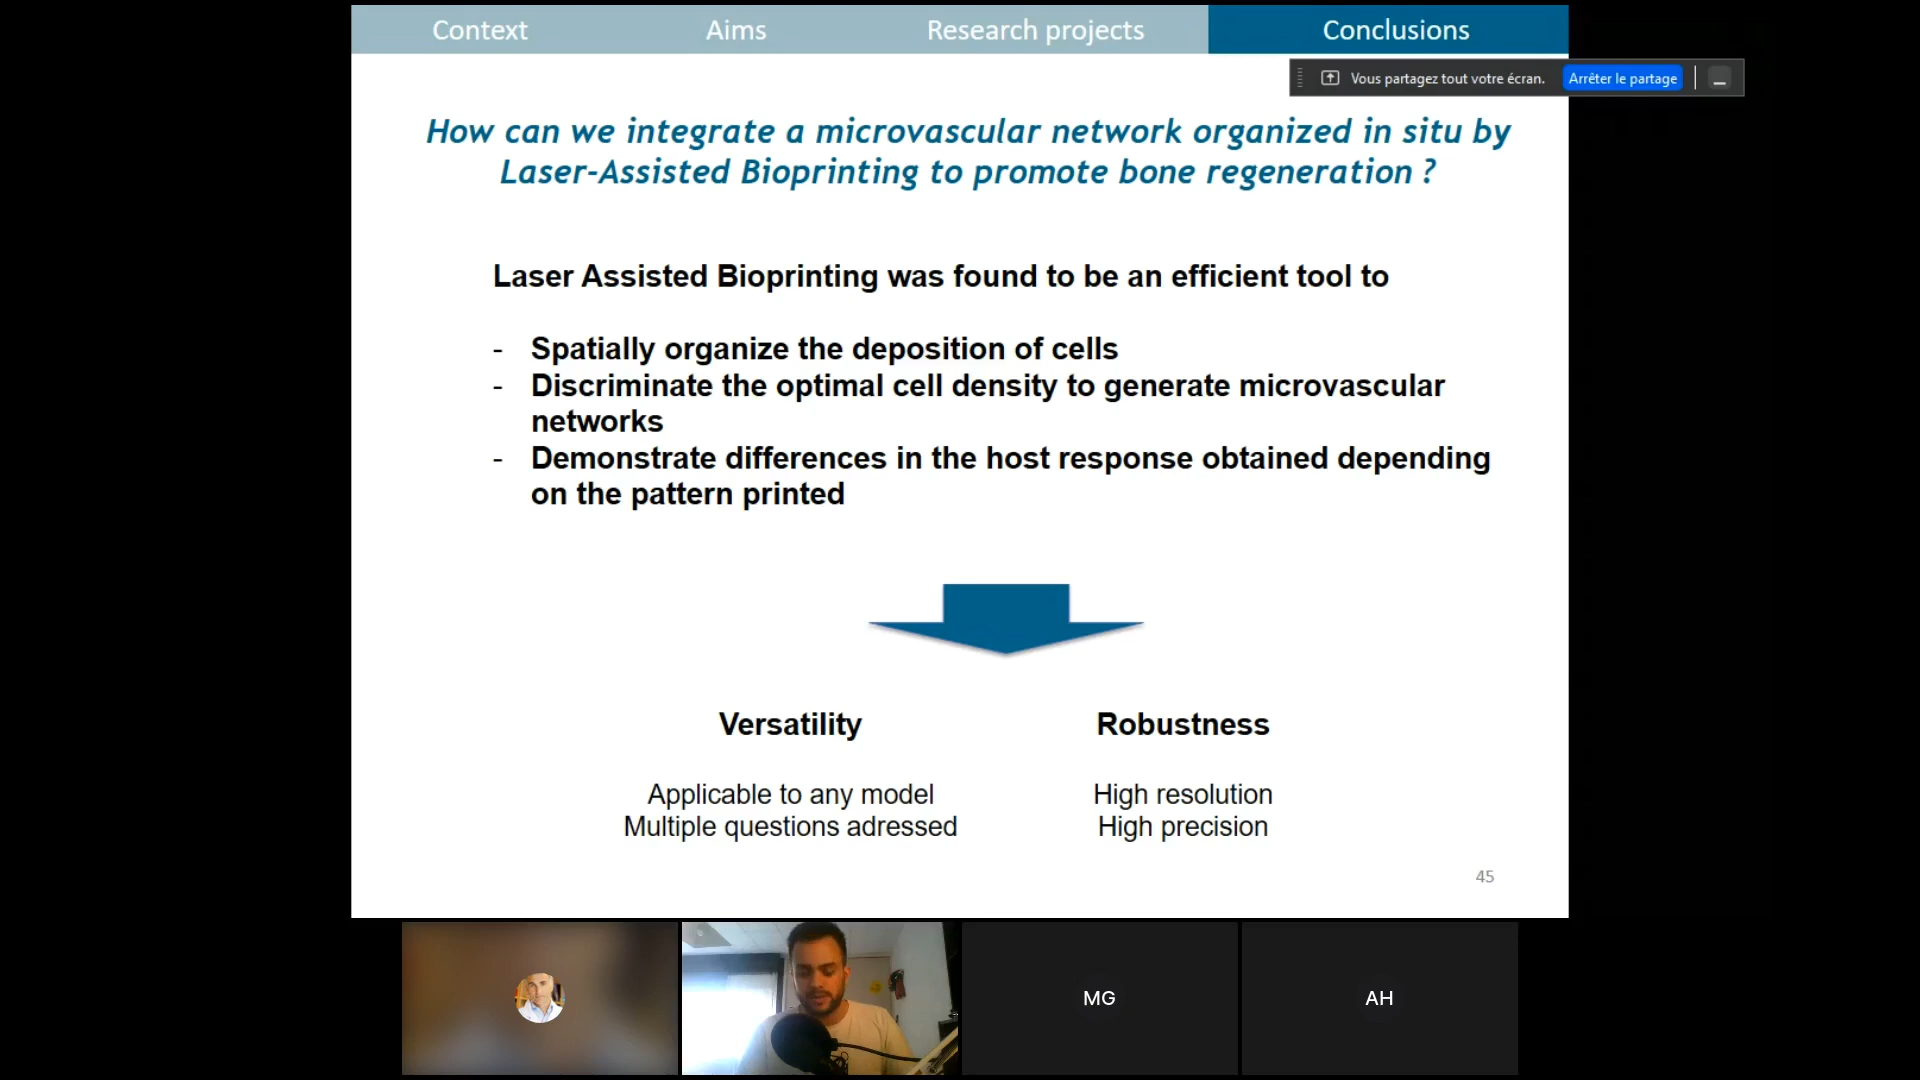 Context Aims Research projects Conclusions
Vous partagez tout votre écran. Arrêter le partage
How can we integrate a microvascular network organized in situ by
Laser-Assisted Bioprinting to promote bone regeneration ?
Laser Assisted Bioprinting was found to be an efficient tool to
- Spatially organize the deposition of cells
- Discriminate the optimal cell density to generate microvascular
networks
- Demonstrate differences in the host response obtained depending
on the pattern printed
Versatility Robustness
Applicable to any model High resolution
Multiple questions adressed High precision
45
MG AH